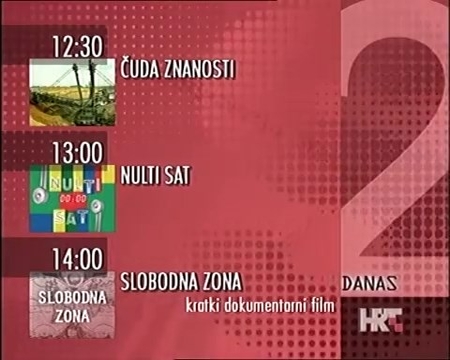 12:30
ČUDA ZNANOSTI
13:00
NULTI SAT
NULTI
00:00
SAT
14:00
SLOBODNA ZONA
kratki dokumentarni film
SLOBODNA
ZONA
2
DANAS
HRT